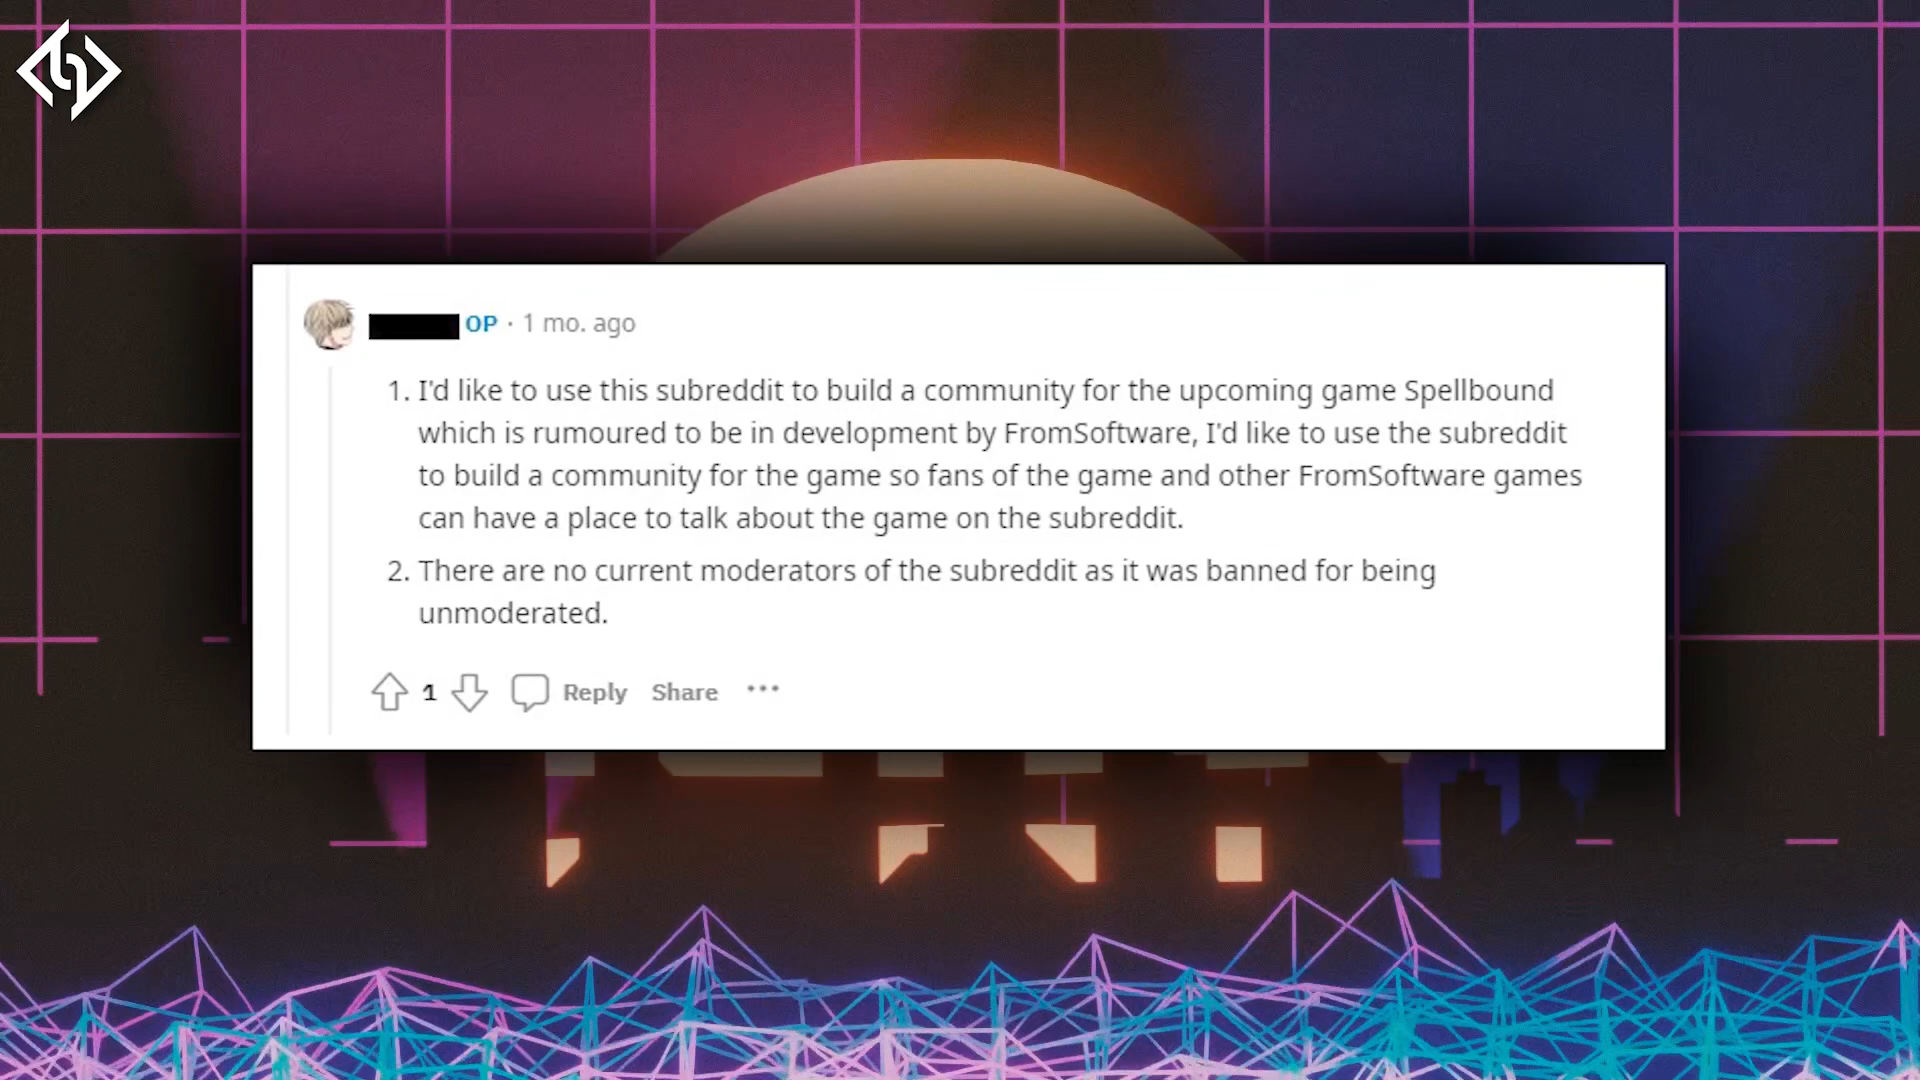 OP · 1 mo. ago
1. I'd like to use this subreddit to build a community for the upcoming game Spellbound
which is rumoured to be in development by FromSoftware, I'd like to use the subreddit
to build a community for the game so fans of the game and other FromSoftware games
can have a place to talk about the game on the subreddit.
2. There are no current moderators of the subreddit as it was banned for being
unmoderated.
1 Reply Share ···